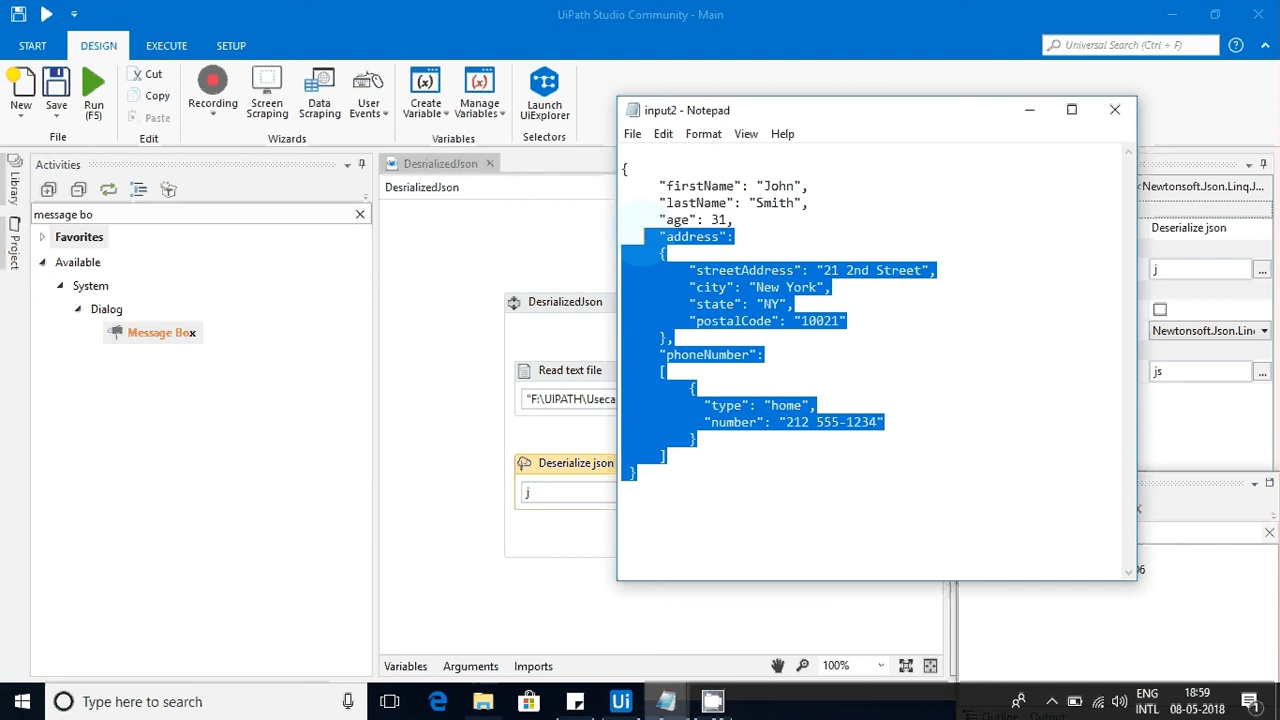 UiPath Studio Community - Main
START
DESIGN
EXECUTE
SETUP
Universal Search (Ctrl + F)
New
Save
Run
(F5)
Cut
Copy
Paste
Recording
Screen
Scraping
Data
Scraping
User
Events
Create
Variable
Manage
Variables
Launch
UiExplorer
File
Edit
Wizards
Variables
Selectors
Library
Project
Activities
message bo
Favorites
Available
System
Dialog
Message Box
DesrializedJson
DesrializedJson
DesrializedJson
Read text file
"F:\UIPATH\Useca
Deserialize json
j
input2 - Notepad
File Edit Format View Help
{
"firstName": "John",
"lastName": "Smith",
"age": 31,
"address":
{
"streetAddress": "21 2nd Street",
"city": "New York",
"state": "NY",
"postalCode": "10021"
},
"phoneNumber":
[
{
"type": "home",
"number": "212 555-1234"
}
]
}
<Newtonsoft.Json.Linq.J...
Deserialize json
j
...
Newtonsoft.Json.Linq
js
...
Variables
Arguments
Imports
100%
Type here to search
Ui
ENG
INTL
18:59
08-05-2018
1